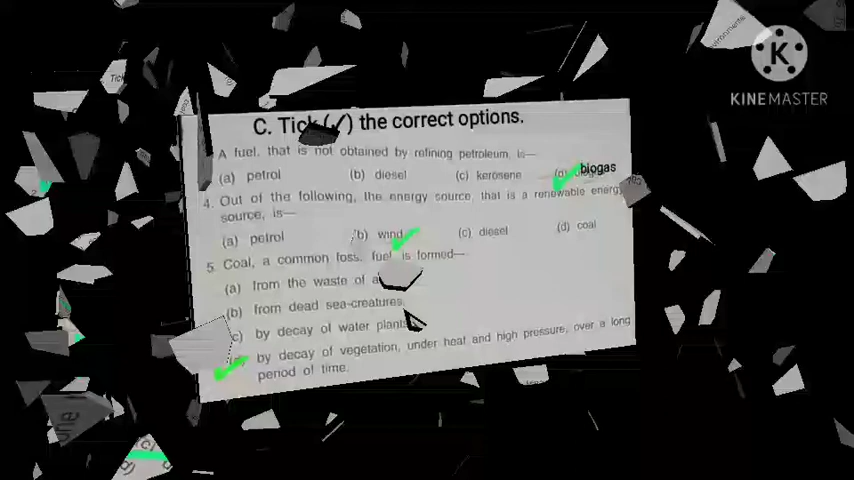 KINEMASTER
C. Tick (✓) the correct options.
A fuel, that is not obtained by refining petroleum, is—
(a) petrol (b) diesel (c) kerosene (d) biogas
4. Out of the following, the energy source, that is a renewable energy
source, is—
(a) petrol (b) wind (c) diesel (d) coal
5. Coal, a common foss. fuel is formed—
(a) from the waste of a
(b) from dead sea-creatures.
c) by decay of water plants
by decay of vegetation, under heat and high pressure, over a long
period of time.